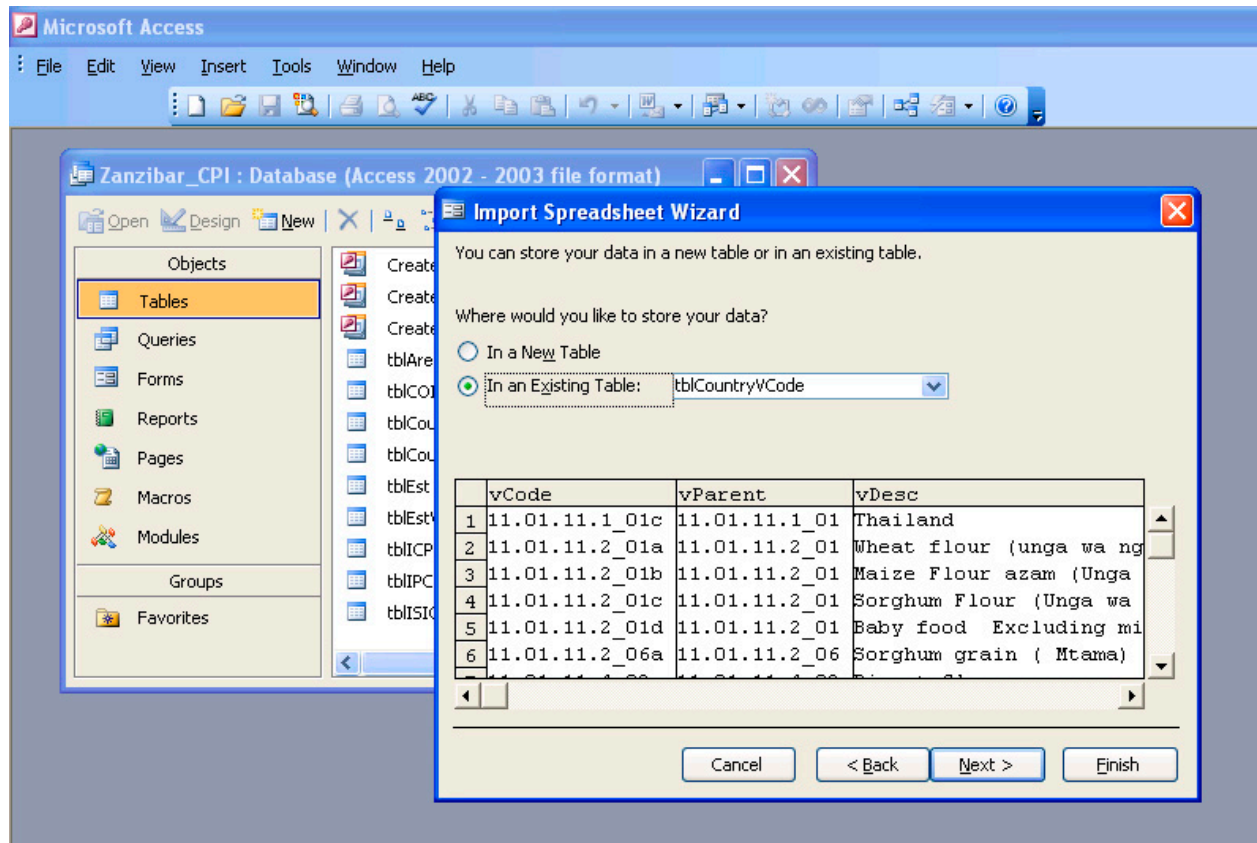 Microsoft Access
File Edit View Insert Tools Window Help
Zanzibar_CPI : Database (Access 2002 - 2003 file format)
Open Design New
Objects
Tables
Queries
Forms
Reports
Pages
Macros
Modules
Groups
Favorites
Create
Create
Create
tblAre
tblCOI
tblCou
tblCou
tblEst
tblEstV
tblICP
tblIPC
tblISIC
Import Spreadsheet Wizard
You can store your data in a new table or in an existing table.
Where would you like to store your data?
In a New Table
In an Existing Table: tblCountryVCode
vCode vParent vDesc
1 11.01.11.1_01c 11.01.11.1_01 Thailand
2 11.01.11.2_01a 11.01.11.2_01 Wheat flour (unga wa ng
3 11.01.11.2_01b 11.01.11.2_01 Maize Flour azam (Unga
4 11.01.11.2_01c 11.01.11.2_01 Sorghum Flour (Unga wa
5 11.01.11.2_01d 11.01.11.2_01 Baby food Excluding mi
6 11.01.11.2_06a 11.01.11.2_06 Sorghum grain ( Mtama)
Cancel < Back Next > Finish